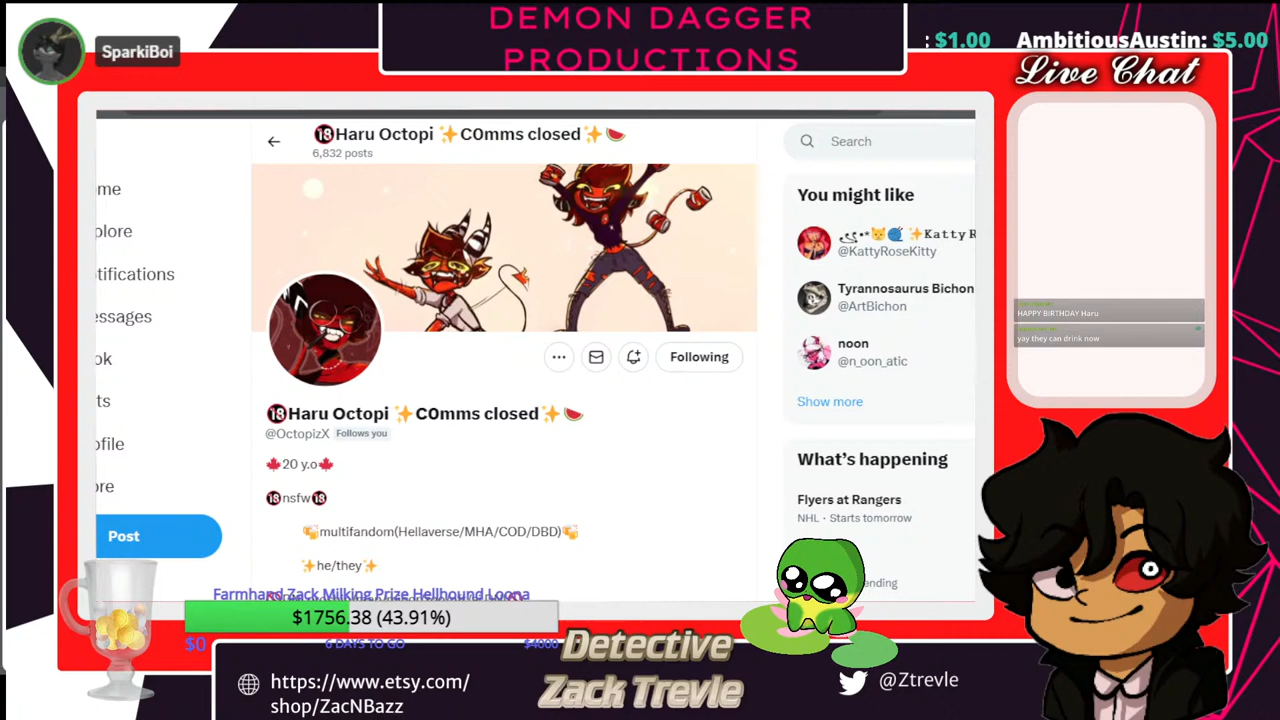 DEMON DAGGER
PRODUCTIONS
SparkiBoi
: $1.00 AmbitiousAustin: $5.00
Live Chat
🔞Haru Octopi ✨C0mms closed✨🍉
6,832 posts
Search
ome
plore
otifications
essages
ok
ts
rofile
ore
Post
You might like
Katty R
@KattyRoseKitty
Tyrannosaurus Bichon
@ArtBichon
noon
@n_oon_atic
Show more
Following
🔞Haru Octopi ✨C0mms closed✨🍉
@OctopizX Follows you
🍁20 y.o🍁
🔞nsfw🔞
multifandom(Hellaverse/MHA/COD/DBD)
✨he/they✨
What's happening
Flyers at Rangers
NHL · Starts tomorrow
ending
HAPPY BIRTHDAY Haru
yay they can drink now
Farmhand Zack Milking Prize Hellhound Loona
$1756.38 (43.91%)
$0 6 DAYS TO GO $4000
Detective
Zack Trevle
https://www.etsy.com/
shop/ZacNBazz
@Ztrevle